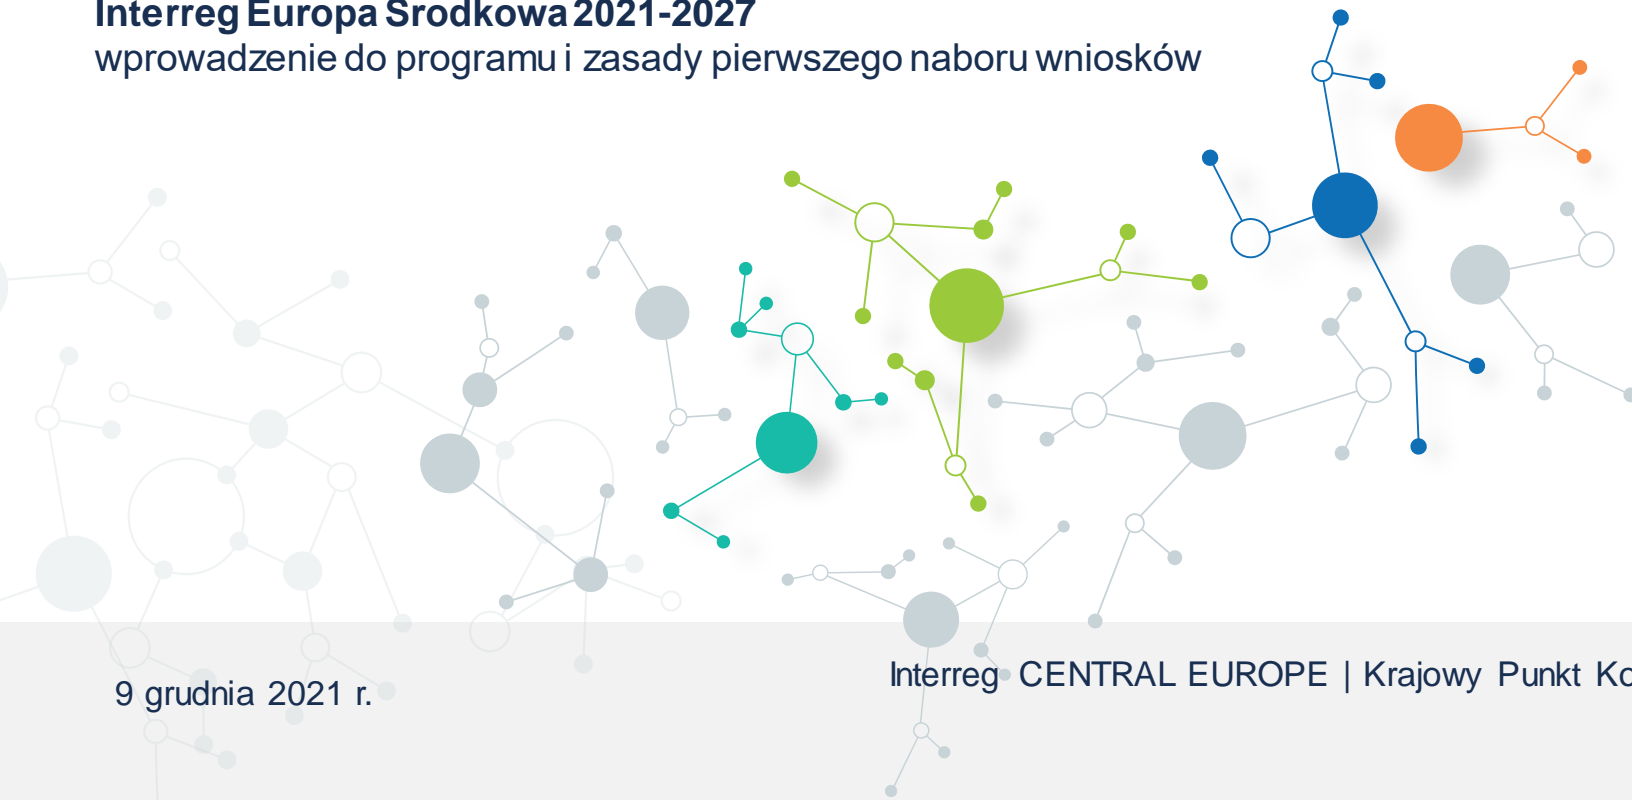 Interreg Europa Środkowa 2021-2027
wprowadzenie do programu i zasady pierwszego naboru wniosków
9 grudnia 2021 r.
Interreg CENTRAL EUROPE | Krajowy Punkt